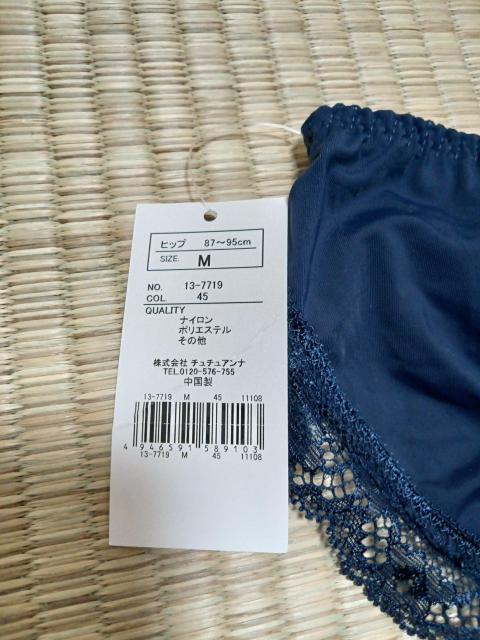 ヒップ 87～95cm
SIZE. M
NO. 13-7719
COL. 45
QUALITY
ナイロン
ポリエステル
その他
株式会社 チュチュアンナ
TEL.0120-576-755
中国製
13-7719 M 45 11108
4 946591 589103
13-7719 M 45 11108